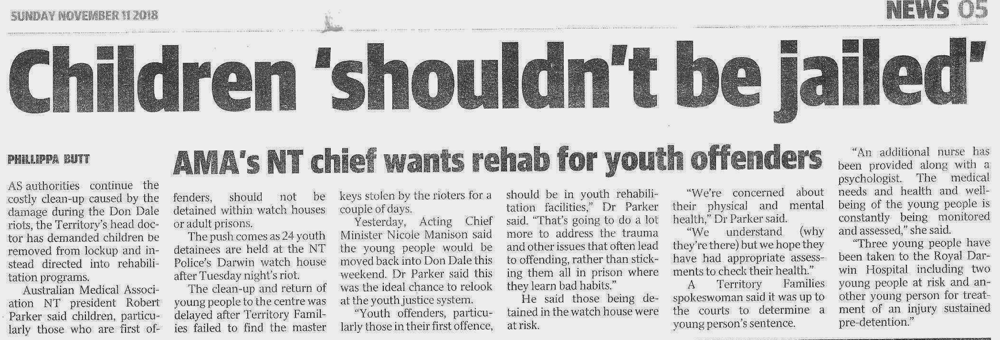 SUNDAY NOVEMBER 11 2018
NEWS 05
Children 'shouldn't be jailed'
PHILLIPPA BUTT
AMA's NT chief wants rehab for youth offenders
AS authorities continue the
costly clean-up caused by the
damage during the Don Dale
riots, the Territory's head doc-
tor has demanded children be
removed from lockup and in-
stead directed into rehabili-
tation programs.
Australian Medical Associ-
ation NT president Robert
Parker said children, particu-
larly those who are first of-
fenders, should not be
detained within watch houses
or adult prisons.
The push comes as 24 youth
detainees are held at the NT
Police's Darwin watch house
after Tuesday night's riot.
The clean-up and return of
young people to the centre was
delayed after Territory Famil-
ies failed to find the master
keys stolen by the rioters for a
couple of days.
Yesterday, Acting Chief
Minister Nicole Manison said
the young people would be
moved back into Don Dale this
weekend. Dr Parker said this
was the ideal chance to relook
at the youth justice system.
"Youth offenders, particu-
larly those in their first offence,
should be in youth rehabili-
tation facilities," Dr Parker
said. "That's going to do a lot
more to address the trauma
and other issues that often lead
to offending, rather than stick-
ing them all in prison where
they learn bad habits."
He said those being de-
tained in the watch house were
at risk.
"We're concerned about
their physical and mental
health," Dr Parker said.
"We understand (why
they're there) but we hope they
have had appropriate assess-
ments to check their health."
A Territory Families
spokeswoman said it was up to
the courts to determine a
young person's sentence.
"An additional nurse has
been provided along with a
psychologist. The medical
needs and health and well-
being of the young people is
constantly being monitored
and assessed," she said.
"Three young people have
been taken to the Royal Dar-
win Hospital including two
young people at risk and an-
other young person for treat-
ment of an injury sustained
pre-detention."